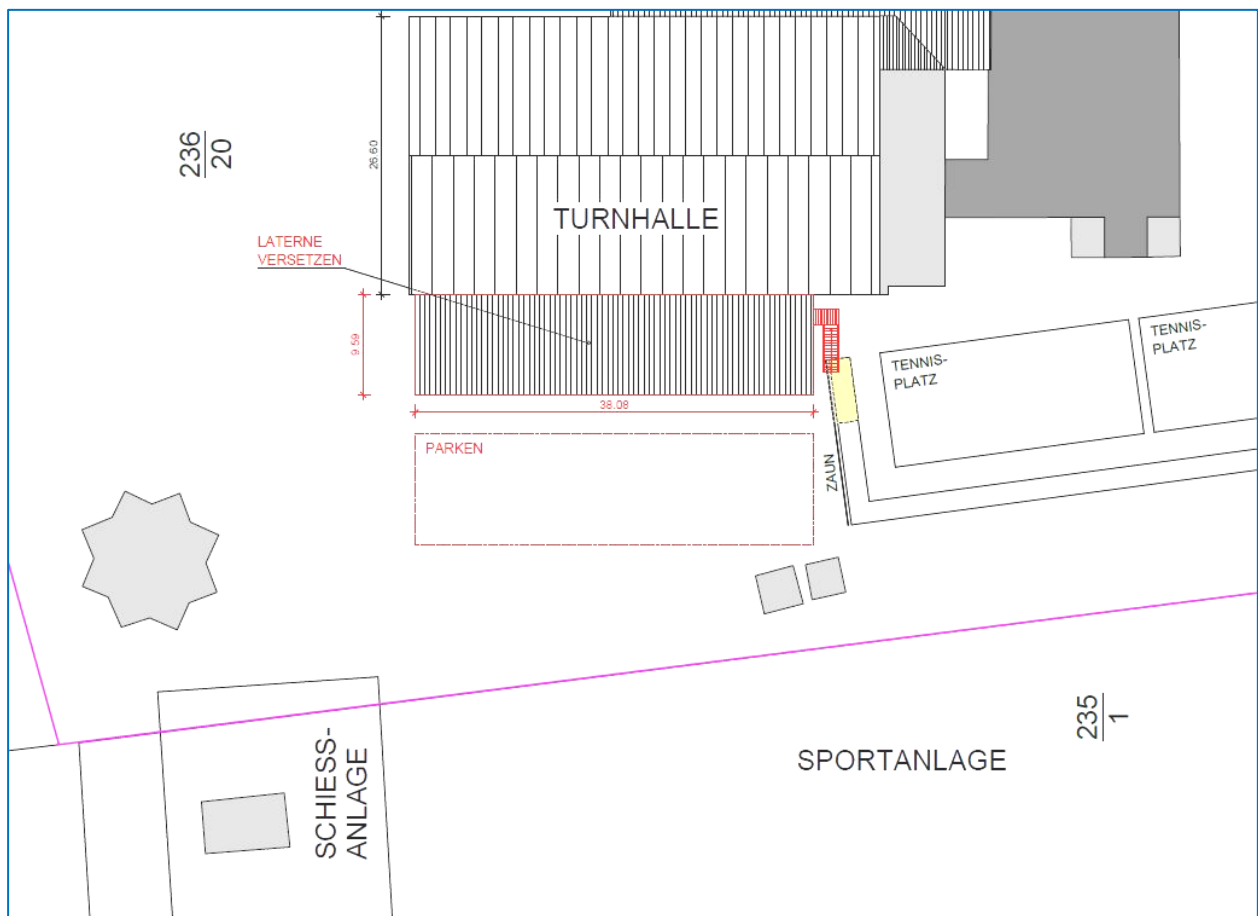 26.60
236
20
TURNHALLE
LATERNE
VERSETZEN
9.59
38.08
TENNIS-
PLATZ
TENNIS-
PLATZ
PARKEN
ZAUN
235
1
SPORTANLAGE
SCHIESS-
ANLAGE